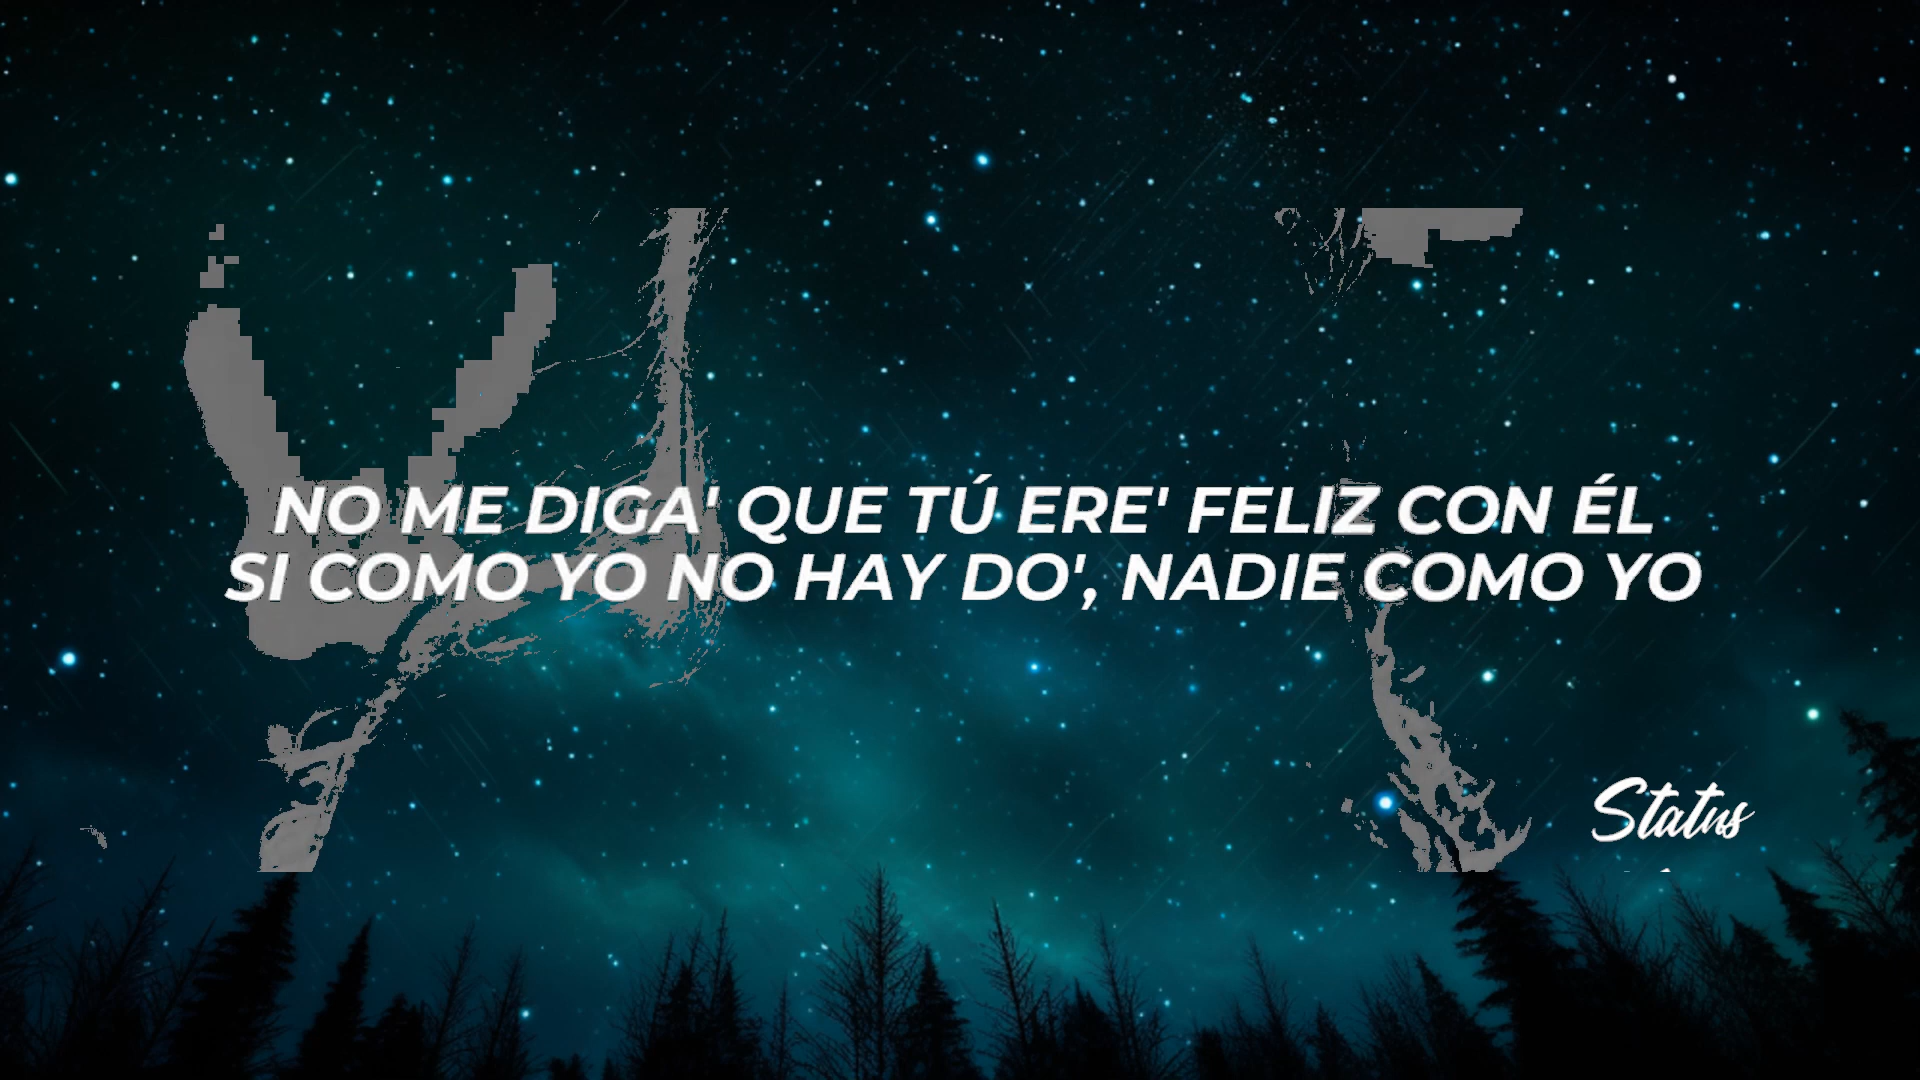 NO ME DIGA' QUE TÚ ERE' FELIZ CON ÉL
SI COMO YO NO HAY DO', NADIE COMO YO
Status